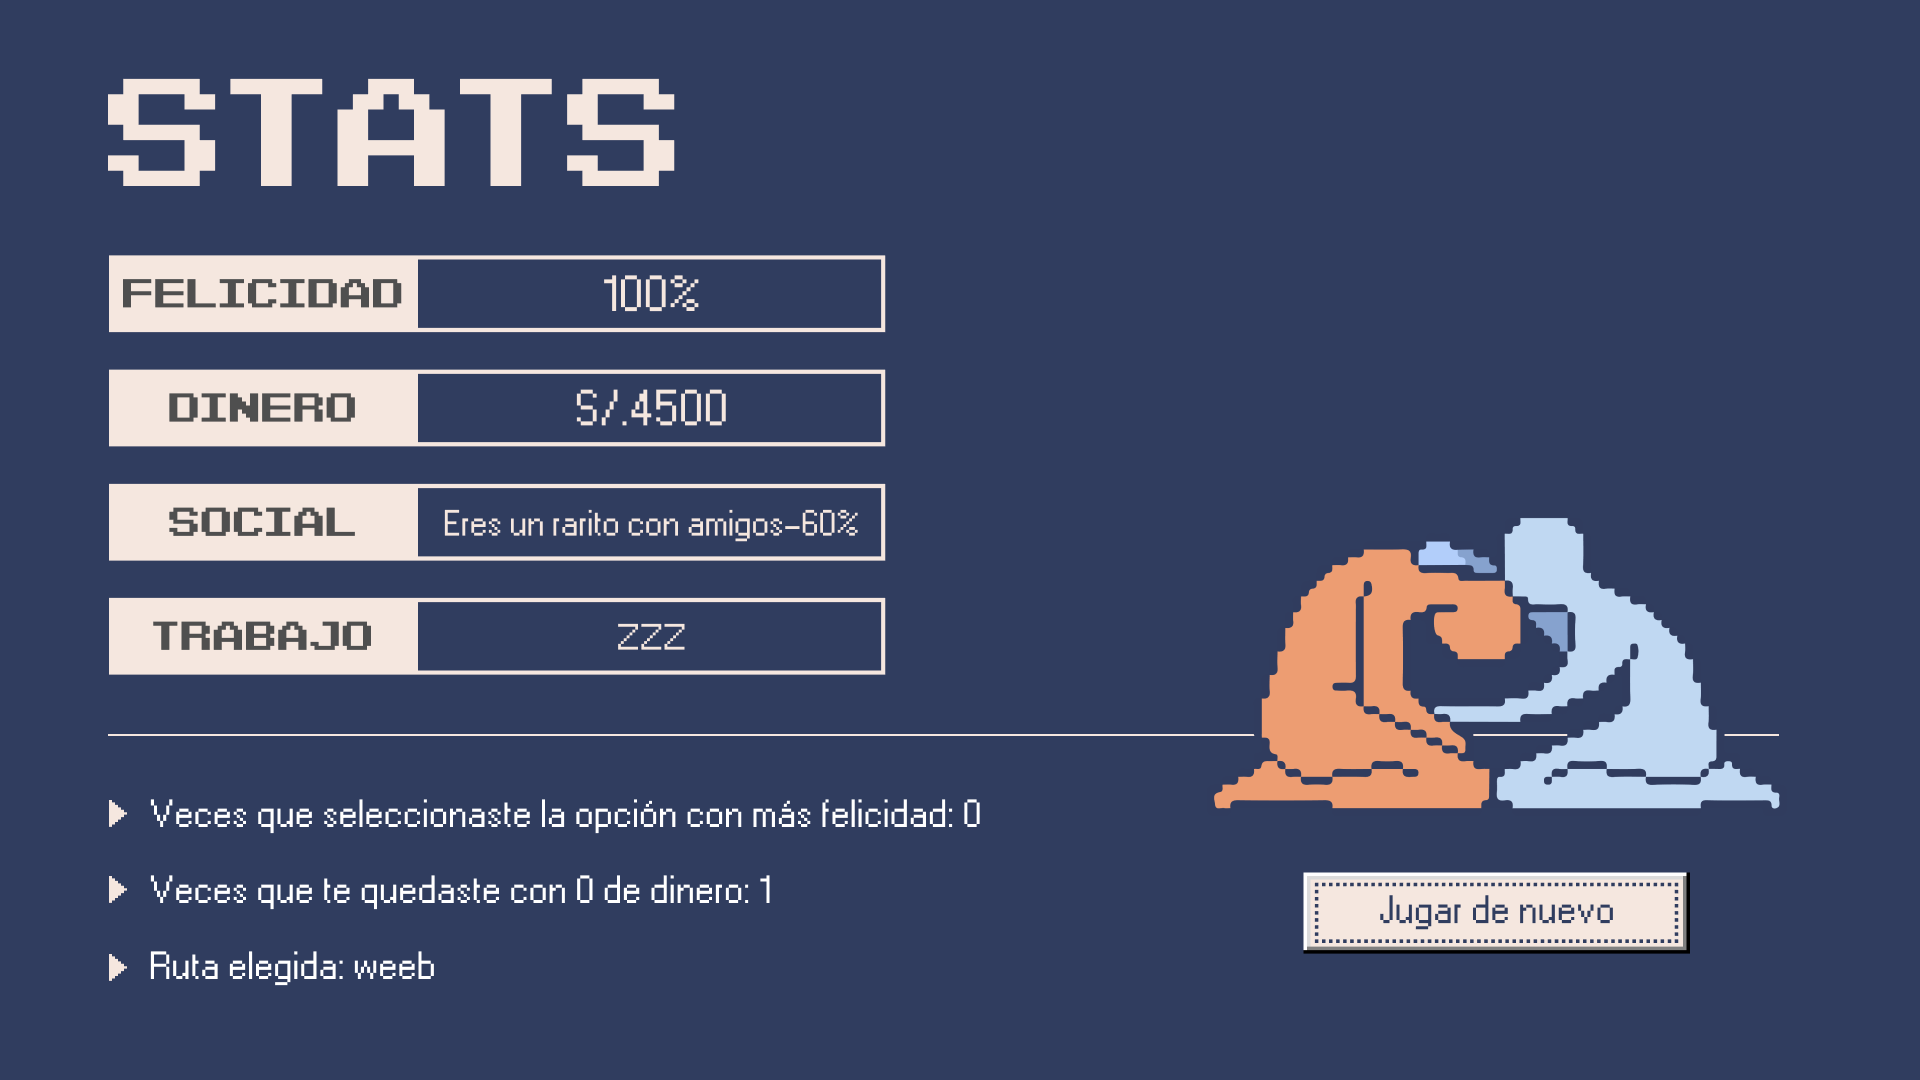 STATS
FELICIDAD 100%
DINERO S/.4500
SOCIAL Eres un rarito con amigos-60%
TRABAJO ZZZ
Veces que seleccionaste la opción con más felicidad: 0
Veces que te quedaste con 0 de dinero: 1
Ruta elegida: weeb
Jugar de nuevo